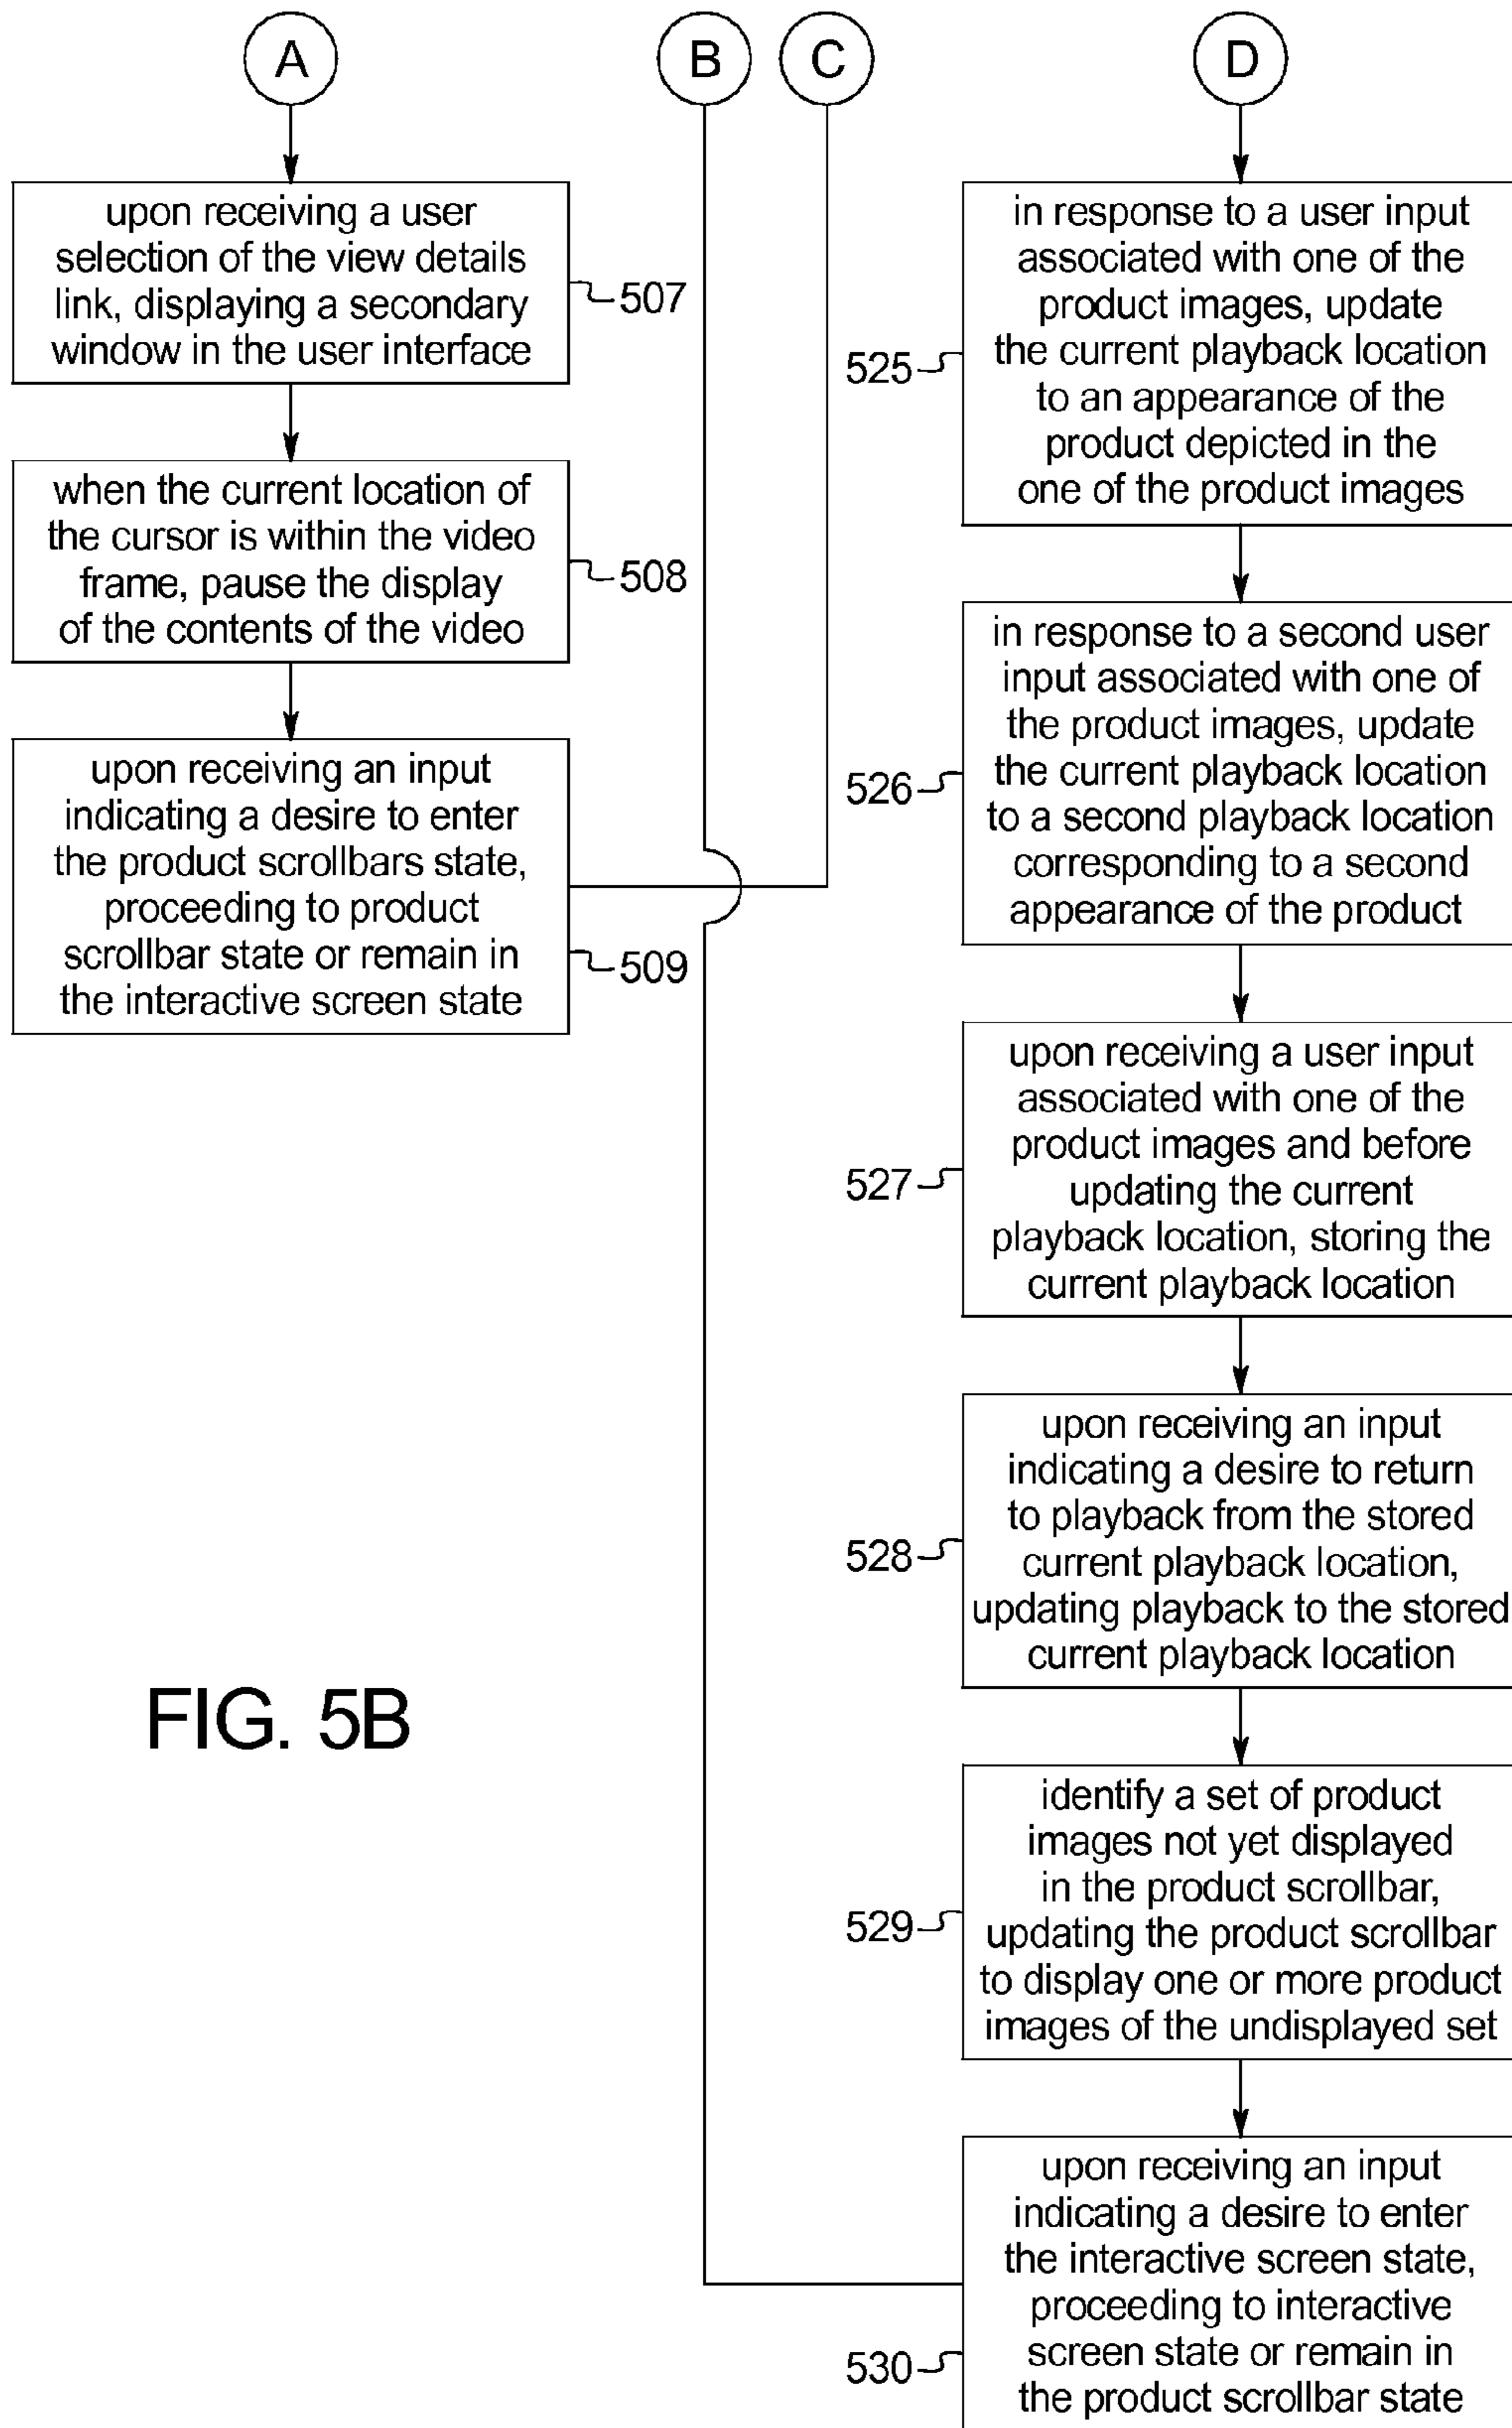 A
B
C
D
upon receiving a user
selection of the view details
link, displaying a secondary
window in the user interface
507
when the current location of
the cursor is within the video
frame, pause the display
of the contents of the video
508
upon receiving an input
indicating a desire to enter
the product scrollbars state,
proceeding to product
scrollbar state or remain in
the interactive screen state
509
in response to a user input
associated with one of the
product images, update
the current playback location
to an appearance of the
product depicted in the
one of the product images
525
in response to a second user
input associated with one of
the product images, update
the current playback location
to a second playback location
corresponding to a second
appearance of the product
526
upon receiving a user input
associated with one of the
product images and before
updating the current
playback location, storing the
current playback location
527
upon receiving an input
indicating a desire to return
to playback from the stored
current playback location,
updating playback to the stored
current playback location
528
identify a set of product
images not yet displayed
in the product scrollbar,
updating the product scrollbar
to display one or more product
images of the undisplayed set
529
upon receiving an input
indicating a desire to enter
the interactive screen state,
proceeding to interactive
screen state or remain in
the product scrollbar state
530
FIG. 5B